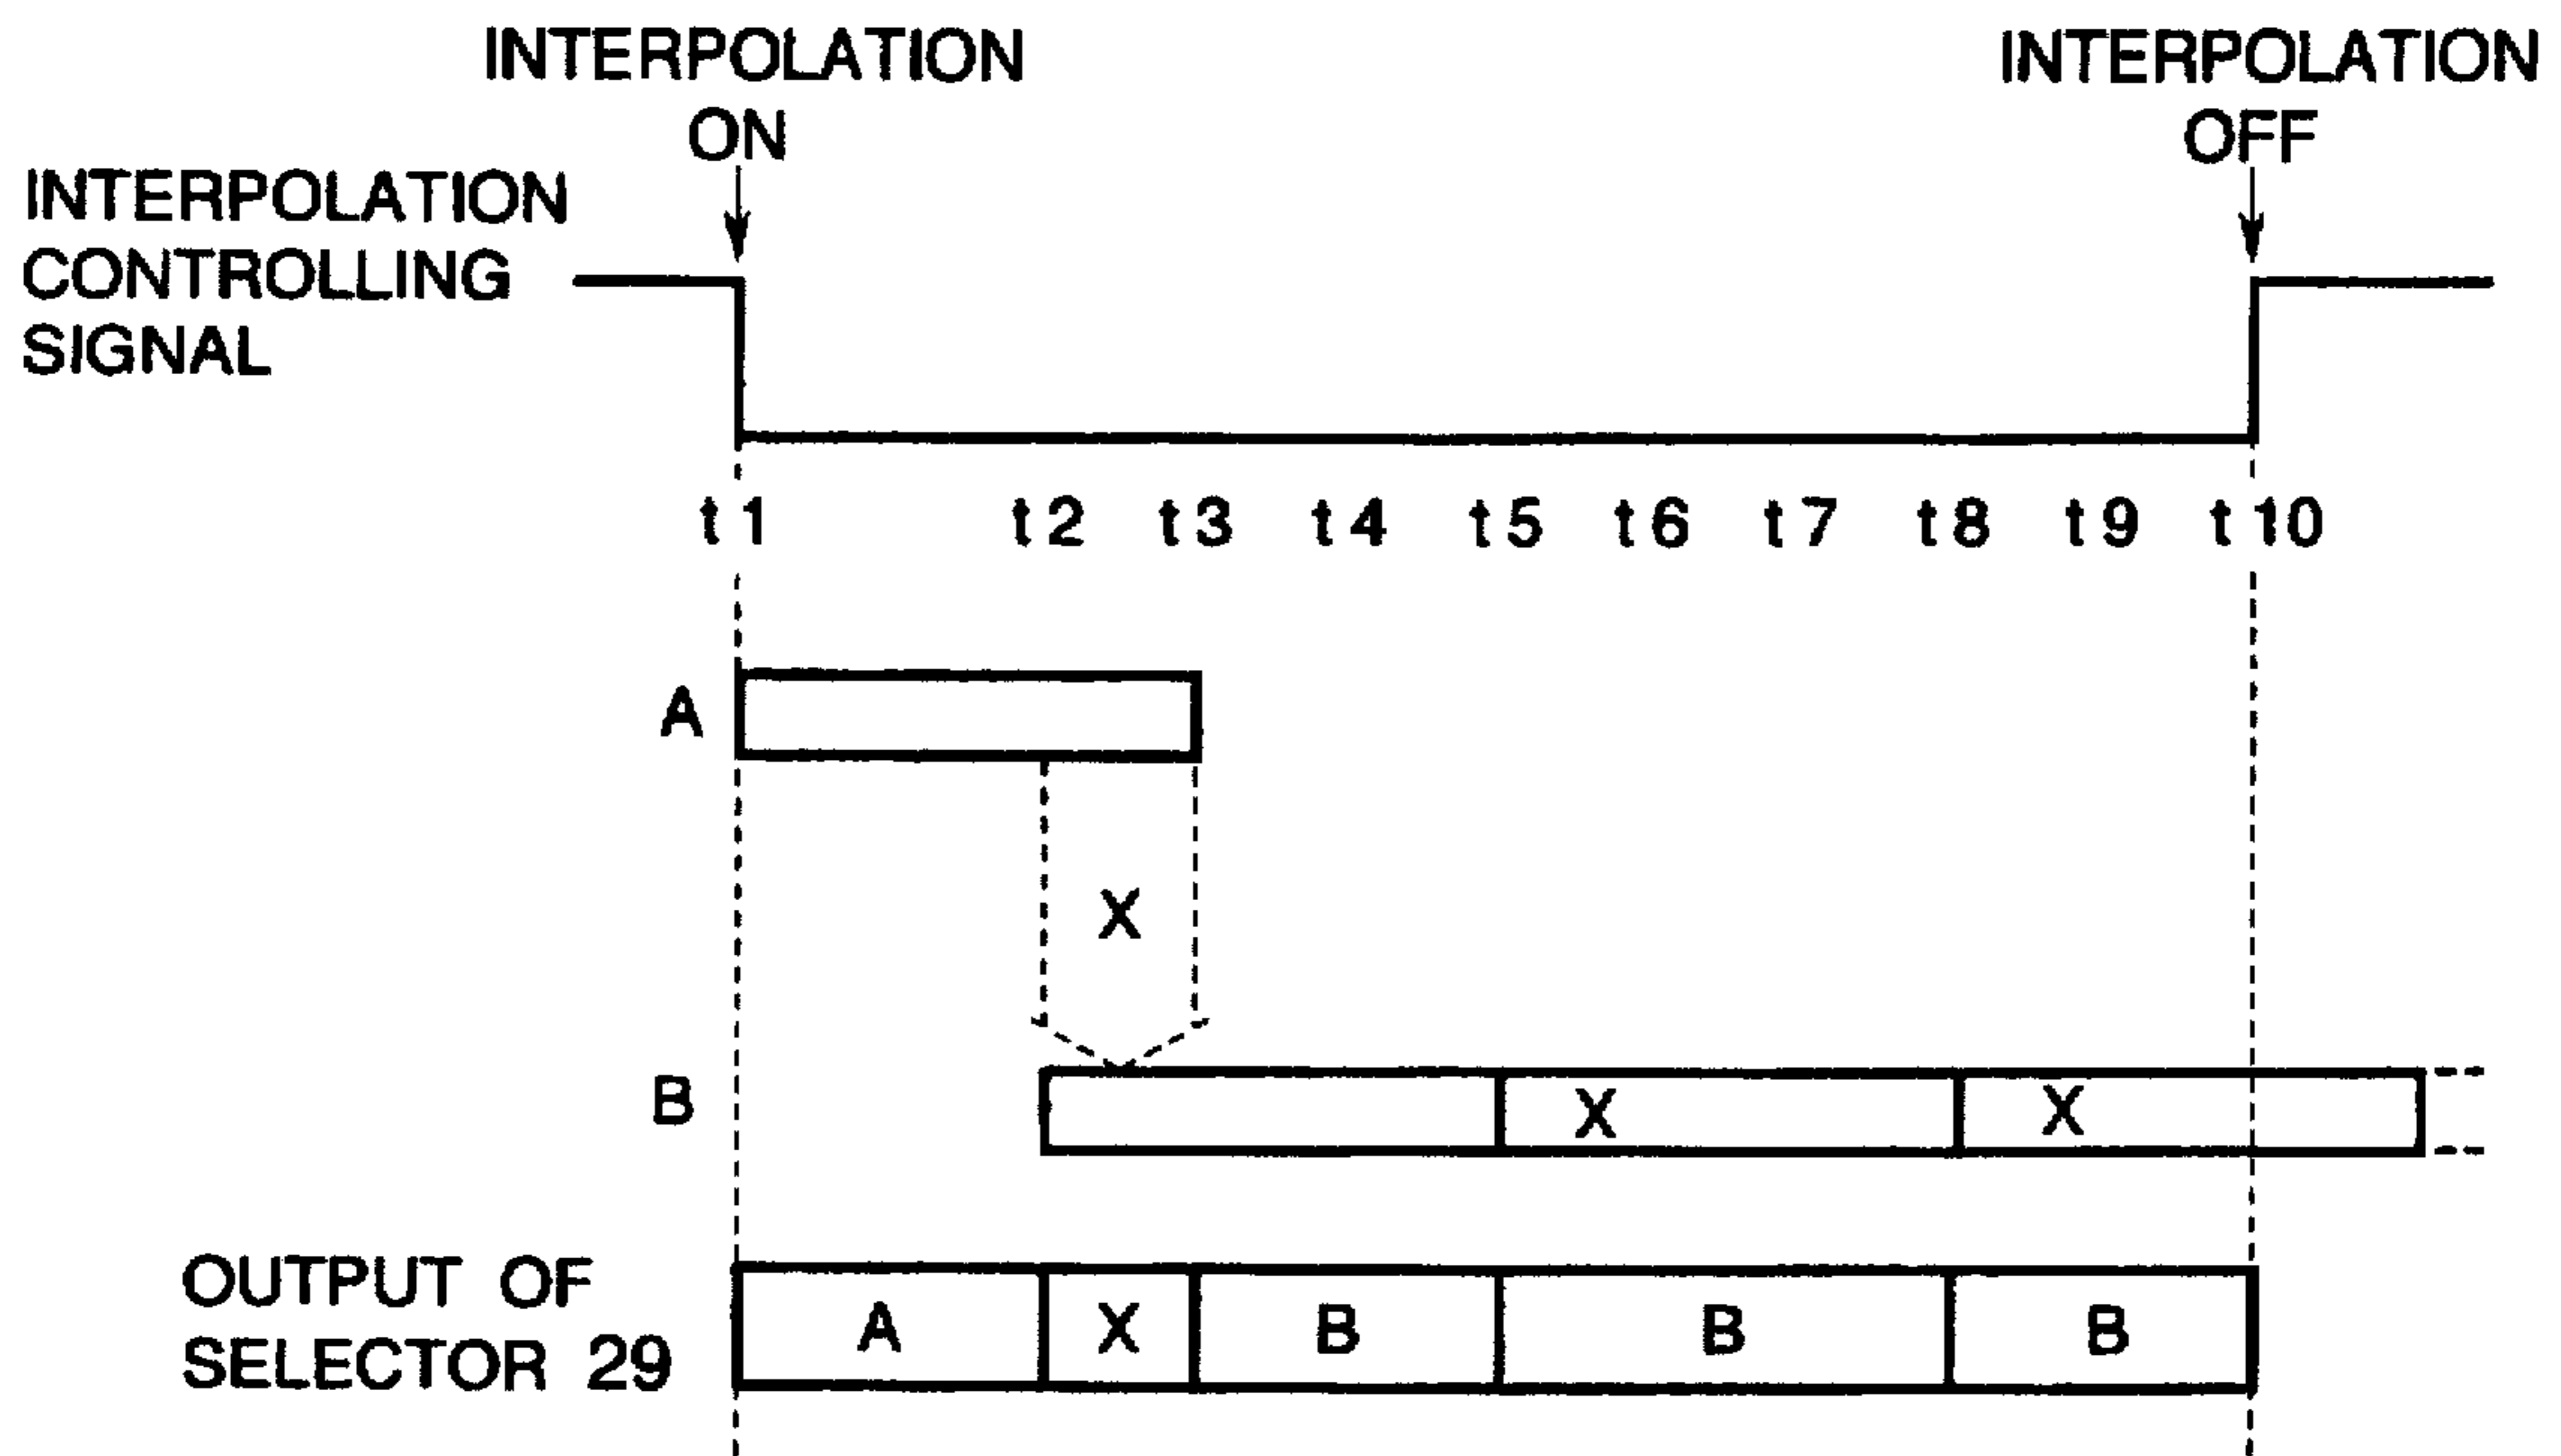 INTERPOLATION
ON
INTERPOLATION
OFF
INTERPOLATION
CONTROLLING
SIGNAL
t1 t2 t3 t4 t5 t6 t7 t8 t9 t10
A
X
B X X
OUTPUT OF
SELECTOR 29
A X B B B